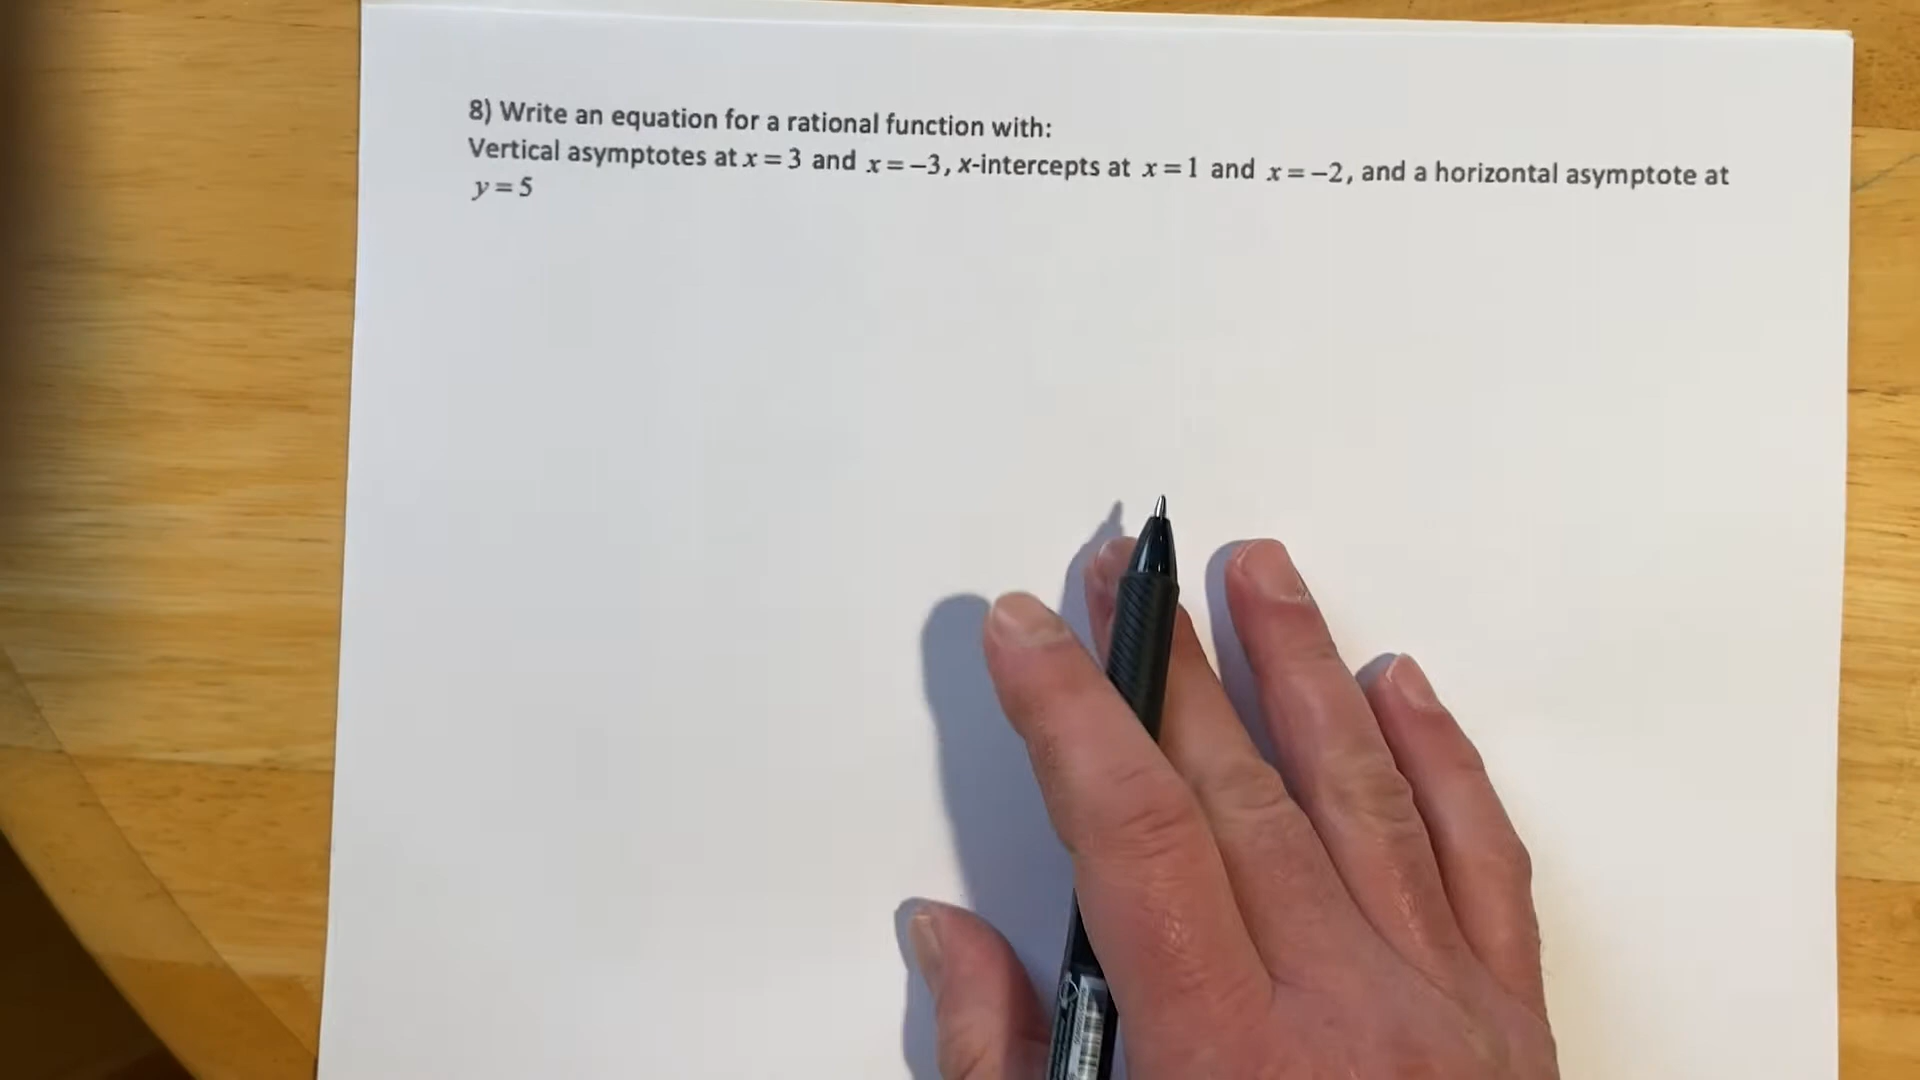 8) Write an equation for a rational function with:
Vertical asymptotes at x = 3 and x = −3, x-intercepts at x = 1 and x = −2, and a horizontal asymptote at
y = 5